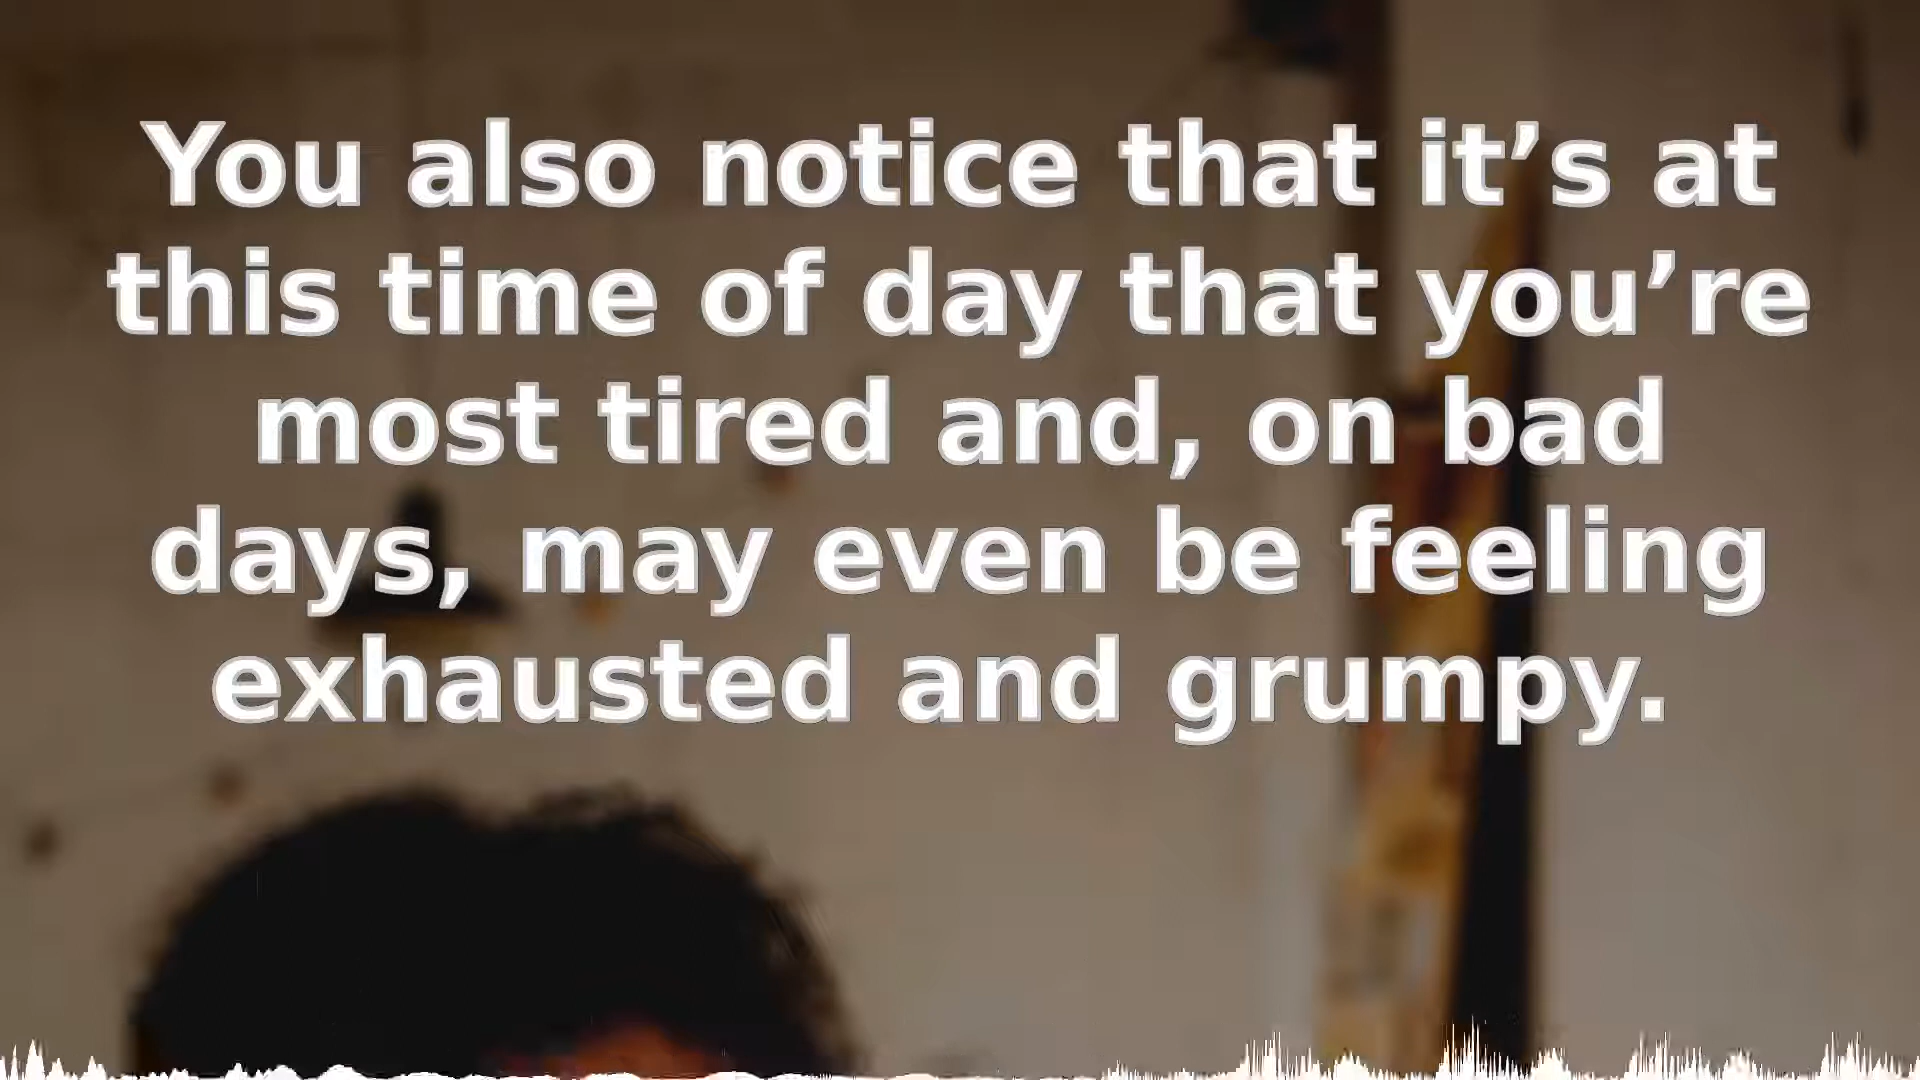 You also notice that it’s at
this time of day that you’re
most tired and, on bad
days, may even be feeling
exhausted and grumpy.